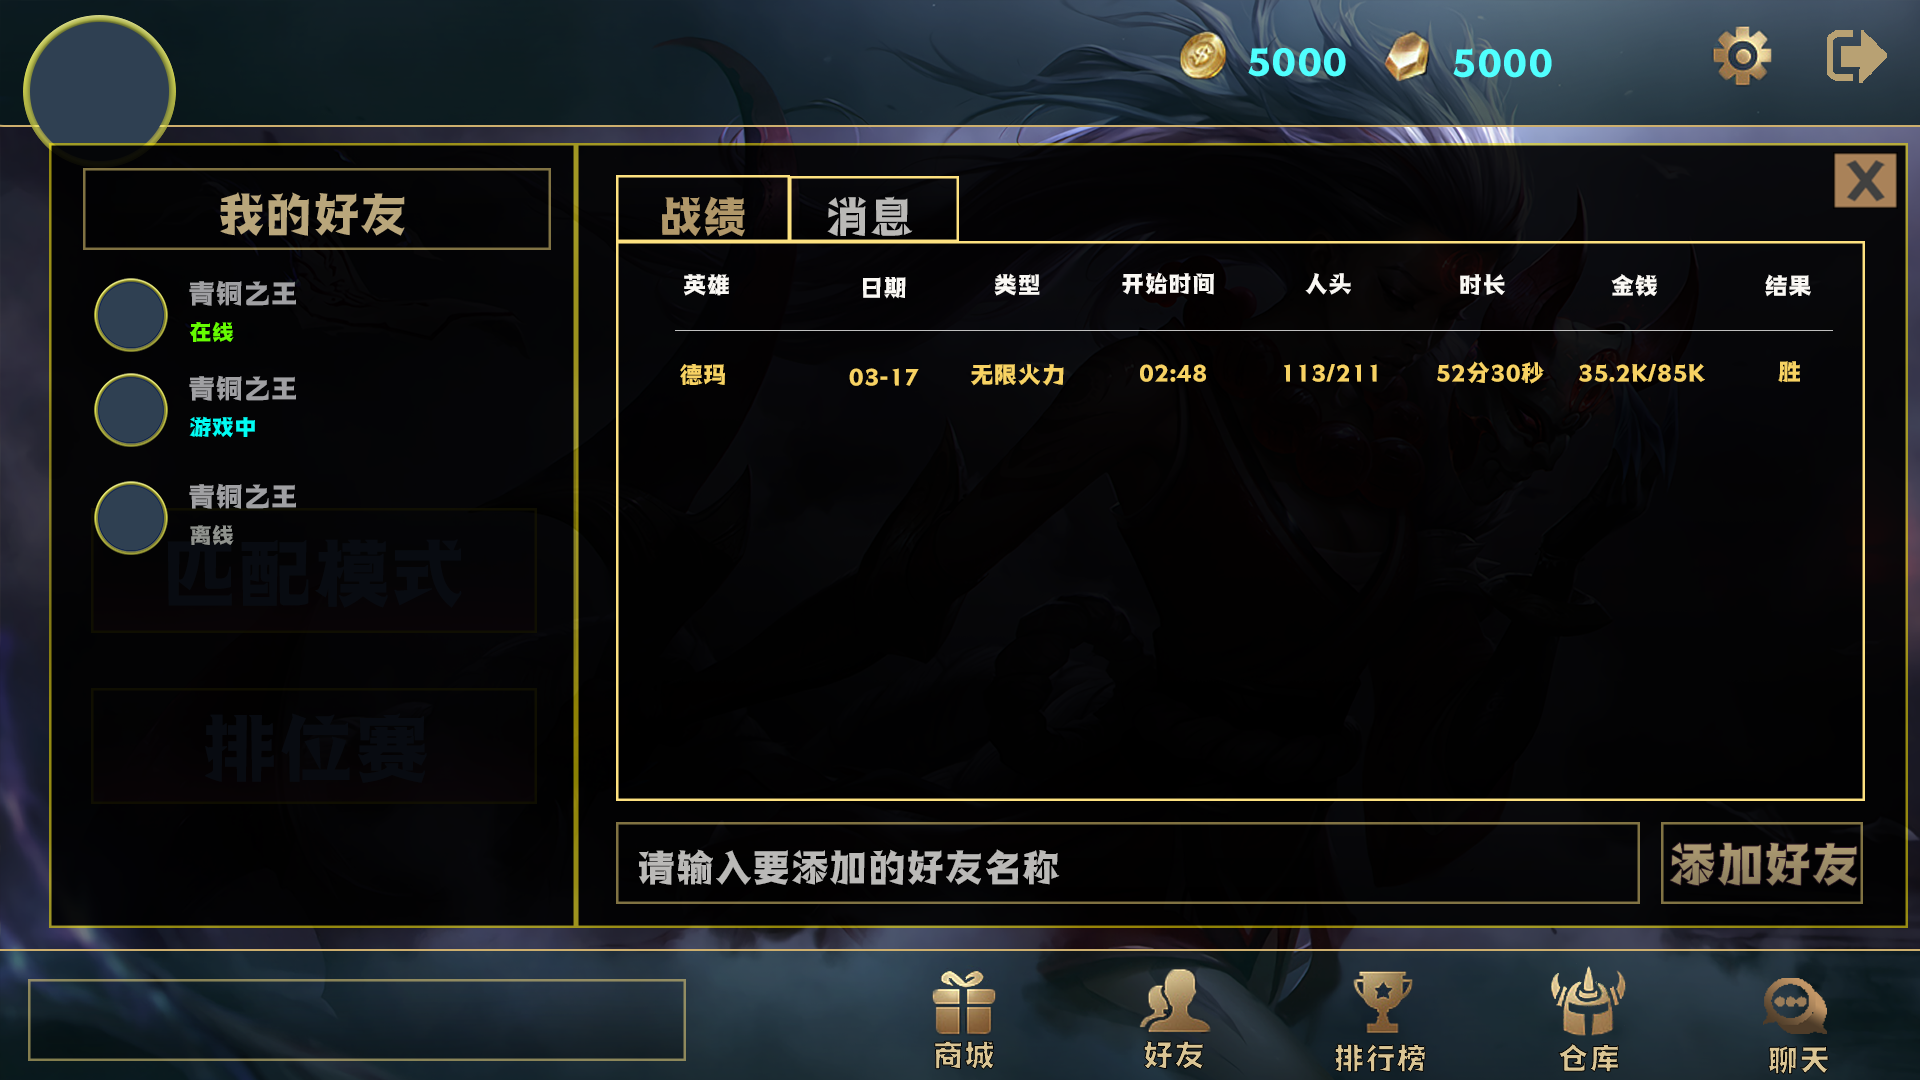 5000 5000
我的好友
青铜之王
在线
青铜之王
游戏中
青铜之王
离线
匹配模式
排位赛
战绩 消息
X
英雄 日期 类型 开始时间 人头 时长 金钱 结果
德玛 03-17 无限火力 02:48 113/211 52分30秒 35.2K/85K 胜
请输入要添加的好友名称 添加好友
商城 好友 排行榜 仓库 聊天